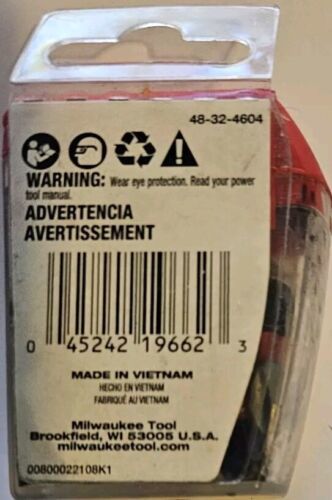 48-32-4604
WARNING: Wear eye protection. Read your power
tool manual.
ADVERTENCIA
AVERTISSEMENT
0 45242 19662 3
MADE IN VIETNAM
HECHO EN VIETNAM
FABRIQUÉ AU VIETNAM
Milwaukee Tool
Brookfield, WI 53005 U.S.A.
milwaukeetool.com
00800022108K1